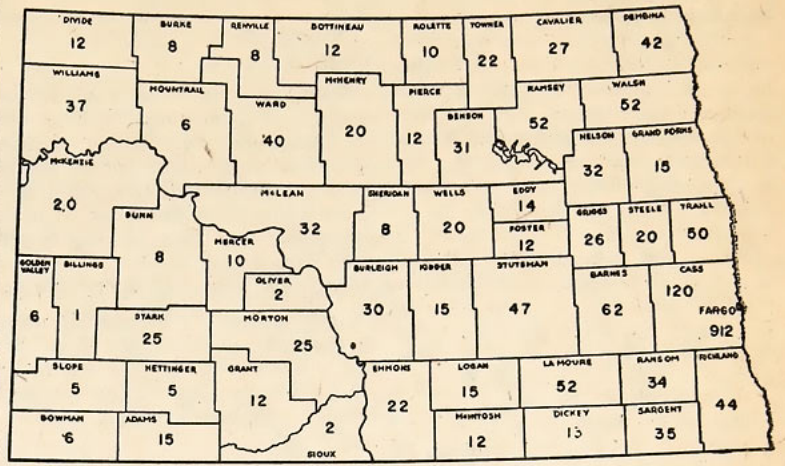 DIVIDE
12
BURKE
8
RENVILLE
8
BOTTINEAU
12
ROLETTE
10
TOWNER
22
CAVALIER
27
PEMBINA
42
WILLIAMS
37
MOUNTRAIL
6
WARD
40
McHENRY
20
PIERCE
12
BENSON
31
RAMSEY
52
WALSH
52
NELSON
32
GRAND FORKS
15
McKENZIE
20
DUNN
8
MERCER
10
McLEAN
32
SHERIDAN
8
WELLS
20
EDDY
14
FOSTER
12
GRIGGS
26
STEELE
20
TRAILL
50
GOLDEN
VALLEY
6
BILLINGS
1
OLIVER
2
BURLEIGH
30
KIDDER
15
STUTSMAN
47
BARNES
62
CASS
120
FARGO
912
STARK
25
MORTON
25
SLOPE
5
HETTINGER
5
GRANT
12
EMMONS
22
LOGAN
15
LA MOURE
52
RANSOM
34
RICHLAND
44
BOWMAN
6
ADAMS
15
2
SIOUX
McINTOSH
12
DICKEY
13
SARGENT
35